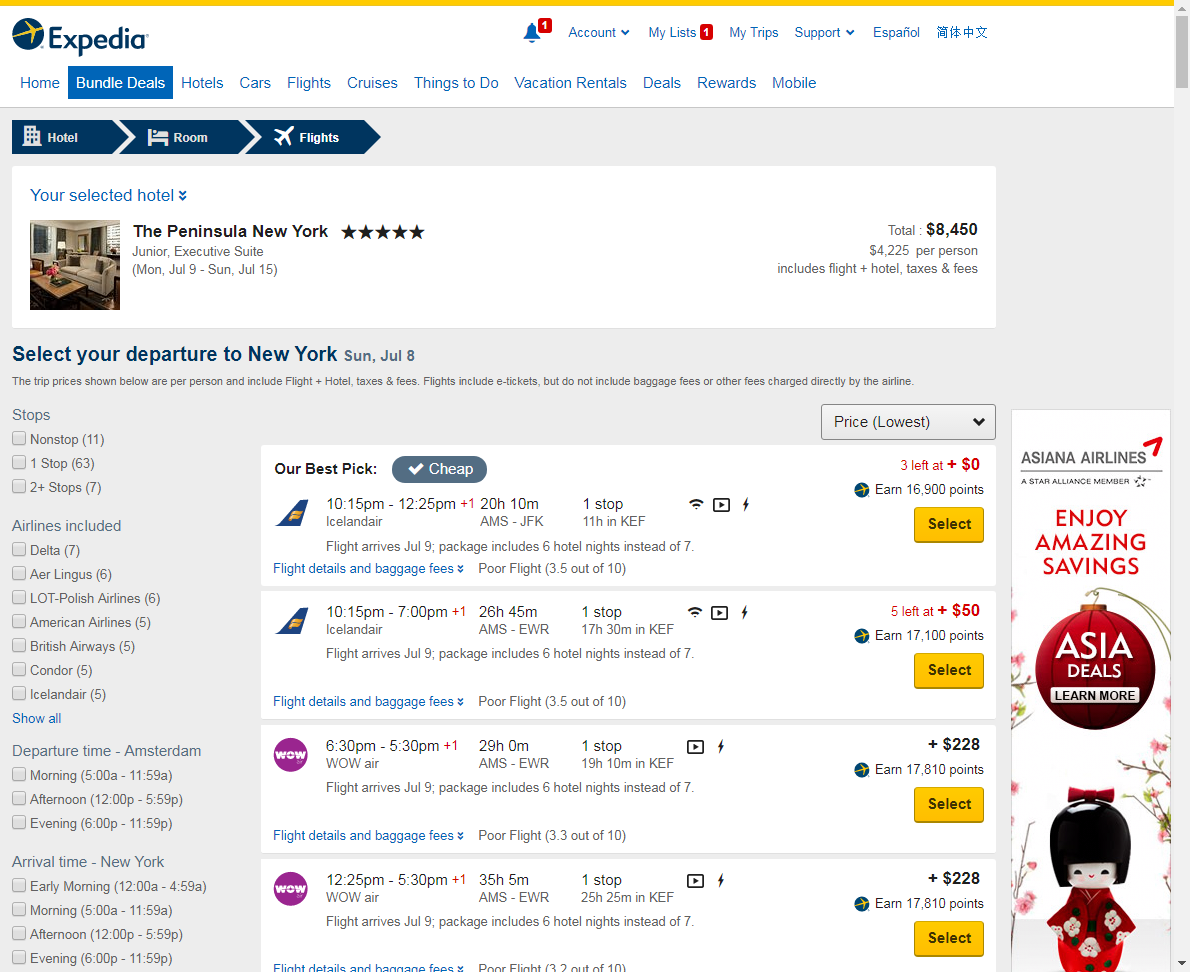 Expedia
1
Account
My Lists 1
My Trips
Support
Español
简体中文
Home
Bundle Deals
Hotels
Cars
Flights
Cruises
Things to Do
Vacation Rentals
Deals
Rewards
Mobile
Hotel
Room
Flights
Your selected hotel
The Peninsula New York
Junior, Executive Suite
(Mon, Jul 9 - Sun, Jul 15)
Total : $8,450
$4,225 per person
includes flight + hotel, taxes & fees
Select your departure to New York Sun, Jul 8
The trip prices shown below are per person and include Flight + Hotel, taxes & fees. Flights include e-tickets, but do not include baggage fees or other fees charged directly by the airline.
Stops
Nonstop (11)
1 Stop (63)
2+ Stops (7)
Airlines included
Delta (7)
Aer Lingus (6)
LOT-Polish Airlines (6)
American Airlines (5)
British Airways (5)
Condor (5)
Icelandair (5)
Show all
Departure time - Amsterdam
Morning (5:00a - 11:59a)
Afternoon (12:00p - 5:59p)
Evening (6:00p - 11:59p)
Arrival time - New York
Early Morning (12:00a - 4:59a)
Morning (5:00a - 11:59a)
Afternoon (12:00p - 5:59p)
Evening (6:00p - 11:59p)
Price (Lowest)
Our Best Pick: Cheap
3 left at + $0
10:15pm - 12:25pm +1 20h 10m 1 stop
Earn 16,900 points
Icelandair AMS - JFK 11h in KEF
Select
Flight arrives Jul 9; package includes 6 hotel nights instead of 7.
Flight details and baggage fees Poor Flight (3.5 out of 10)
10:15pm - 7:00pm +1 26h 45m 1 stop
5 left at + $50
Icelandair AMS - EWR 17h 30m in KEF
Earn 17,100 points
Flight arrives Jul 9; package includes 6 hotel nights instead of 7.
Select
Flight details and baggage fees Poor Flight (3.5 out of 10)
WOW
6:30pm - 5:30pm +1 29h 0m 1 stop
+ $228
WOW air AMS - EWR 19h 10m in KEF
Earn 17,810 points
Flight arrives Jul 9; package includes 6 hotel nights instead of 7.
Select
Flight details and baggage fees Poor Flight (3.3 out of 10)
WOW
12:25pm - 5:30pm +1 35h 5m 1 stop
+ $228
WOW air AMS - EWR 25h 25m in KEF
Earn 17,810 points
Flight arrives Jul 9; package includes 6 hotel nights instead of 7.
Select
Flight details and baggage fees Poor Flight (3.2 out of 10)
ASIANA AIRLINES
A STAR ALLIANCE MEMBER
ENJOY
AMAZING
SAVINGS
ASIA
DEALS
LEARN MORE